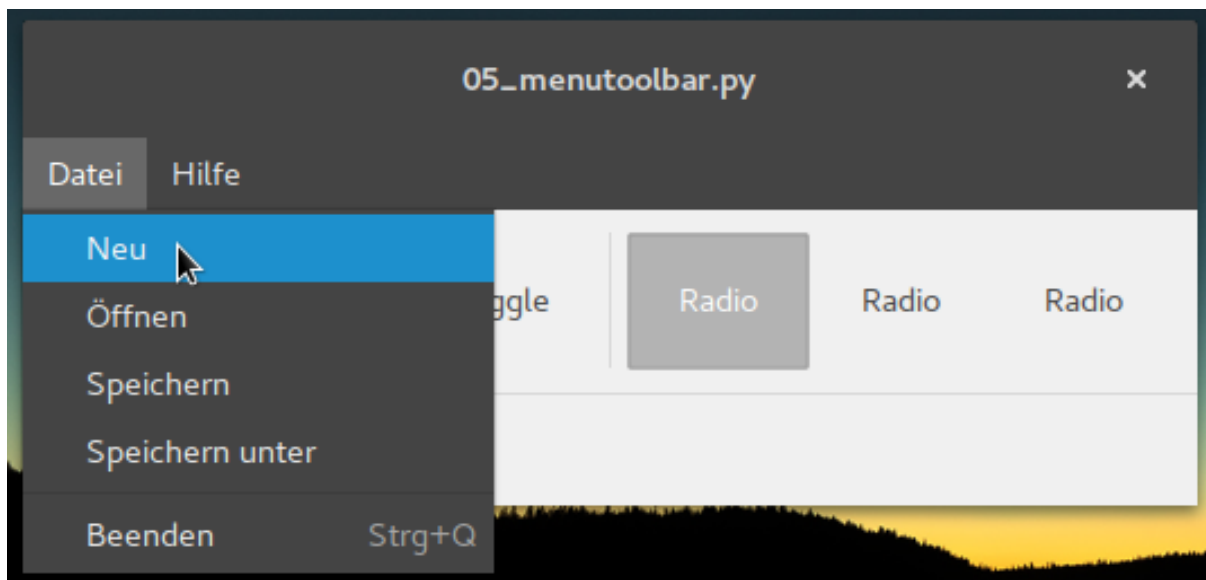 05_menutoolbar.py
Datei Hilfe
Neu
Öffnen
ggle Radio Radio Radio
Speichern
Speichern unter
Beenden Strg+Q